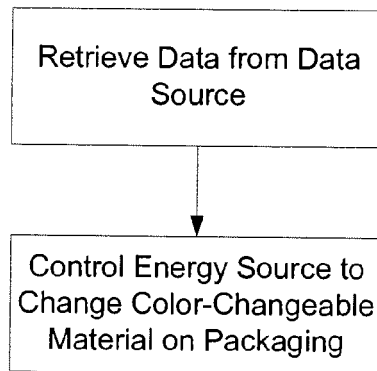 Retrieve Data from Data
Source
Control Energy Source to
Change Color-Changeable
Material on Packaging